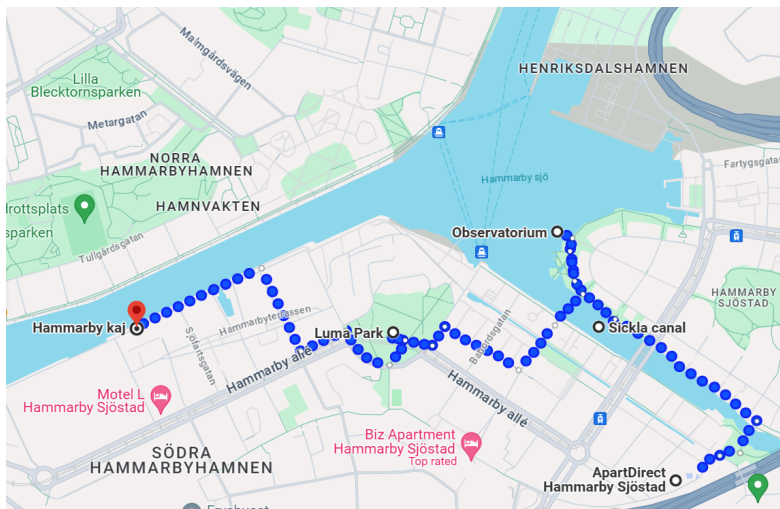 HENRIKSDALSHAMNEN
Malmgårdsvägen
Lilla
Blecktornsparken
Metargatan
NORRA
HAMMARBYHAMNEN
Fartygsgatan
Hammarby sjö
HAMNVAKTEN
drottsplats
sparken
Observatorium
Tullgårdsgatan
HAMMARBY
SJÖSTAD
Hammarby kaj
Hammarbyterrassen
Luma Park
Babordsgatan
Sickla canal
Sjöfartsgatan
Hammarby allé
Motel L
Hammarby Sjöstad
Hammarby allé
Biz Apartment
Hammarby Sjöstad
Top rated
SÖDRA
HAMMARBYHAMNEN
ApartDirect
Hammarby Sjöstad